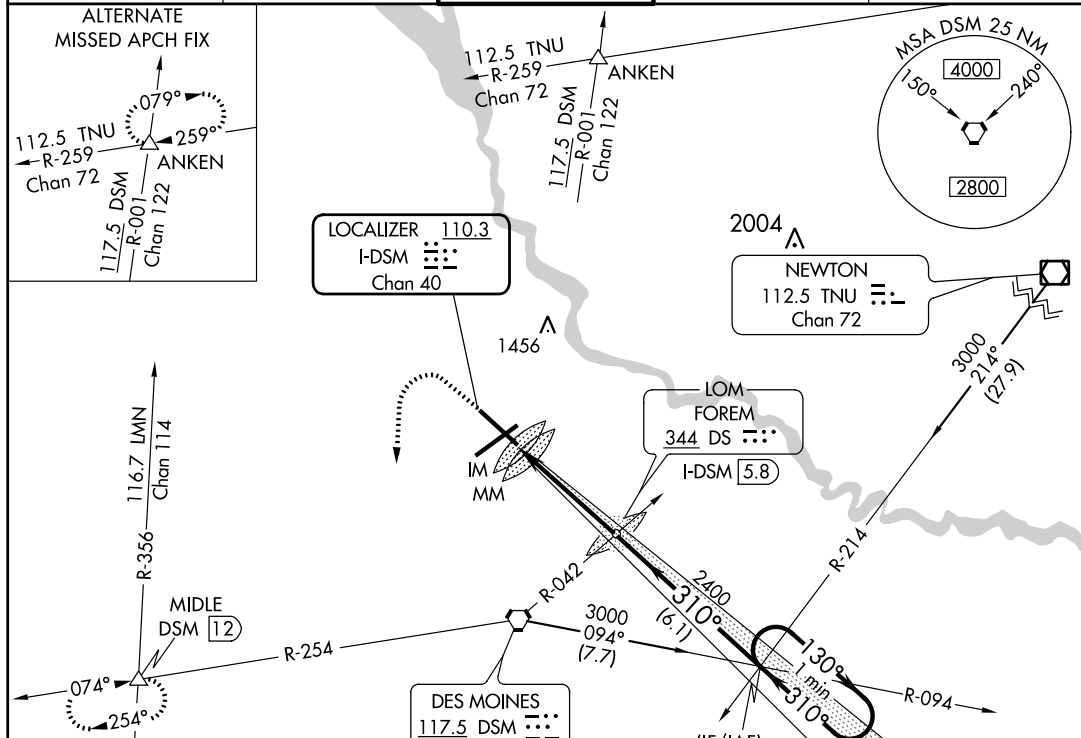 ALTERNATE
MISSED APCH FIX
079°
259°
112.5 TNU
R-259
Chan 72
ANKEN
117.5 DSM
R-001
Chan 122
112.5 TNU
R-259
Chan 72
ANKEN
117.5 DSM
R-001
Chan 122
MSA DSM 25 NM
4000
150°
240°
2800
LOCALIZER 110.3
I-DSM
Chan 40
2004
NEWTON
112.5 TNU
Chan 72
1456
3000
214°
(27.9)
LOM
FOREM
344 DS
I-DSM 5.8
IM
MM
116.7 LMN
Chan 114
R-356
R-214
R-042
2400
310°
(6.1)
MIDLE
DSM 12
R-254
3000
094°
(7.7)
130°
1 min
310°
R-094
074°
254°
DES MOINES
117.5 DSM
(IF/IAF)